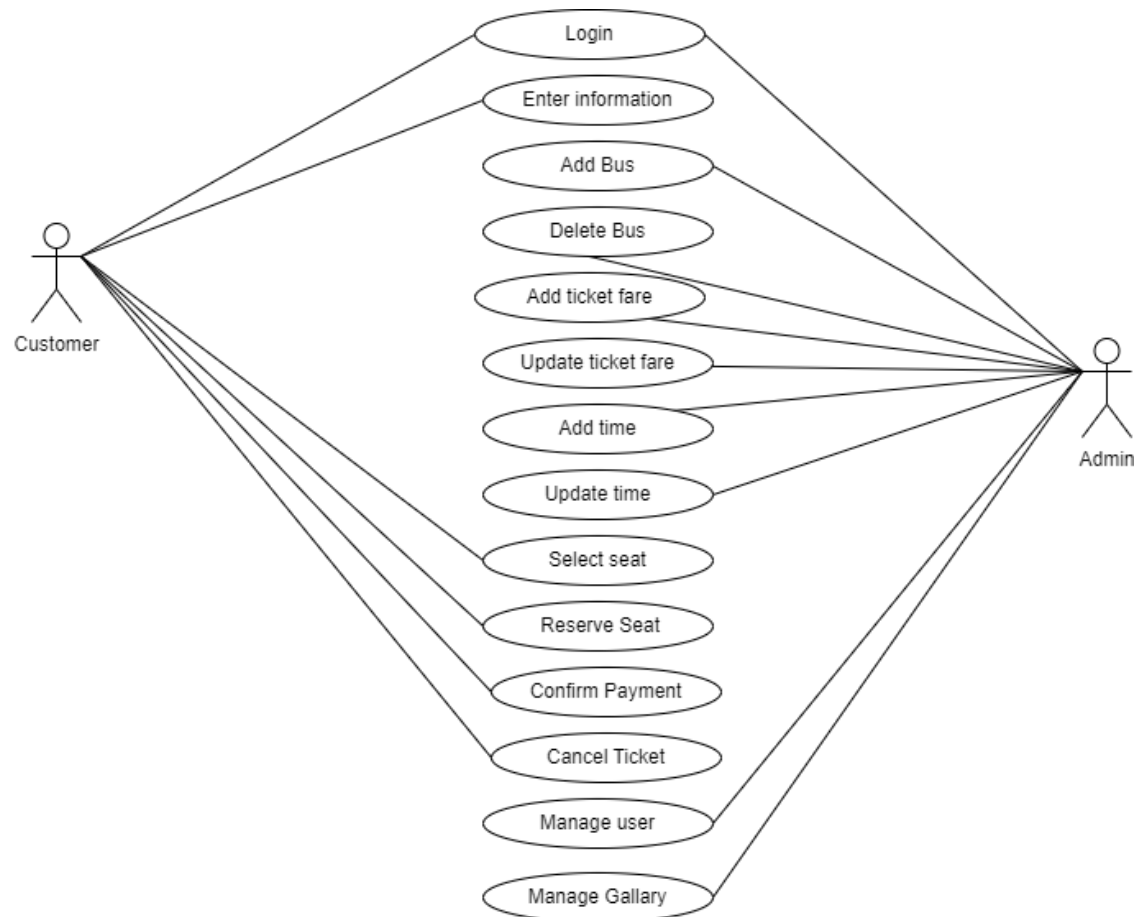 Login
Enter information
Add Bus
Delete Bus
Add ticket fare
Customer
Update ticket fare
Add time
Admin
Update time
Select seat
Reserve Seat
Confirm Payment
Cancel Ticket
Manage user
Manage Gallary